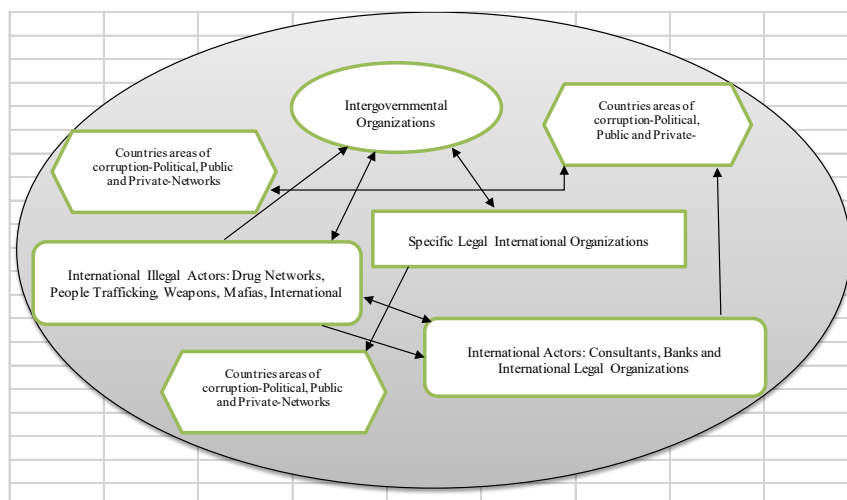 Intergovernmental
Organizations
Countries areas of
corruption-Political,
Public and Private-
Countries areas of
corruption-Political, Public
and Private-Networks
Specific Legal International Organizations
International Illegal Actors: Drug Networks,
People Trafficking, Weapons, Mafias, International
International Actors: Consultants, Banks and
International Legal Organizations
Countries areas of
corruption-Political, Public
and Private-Networks